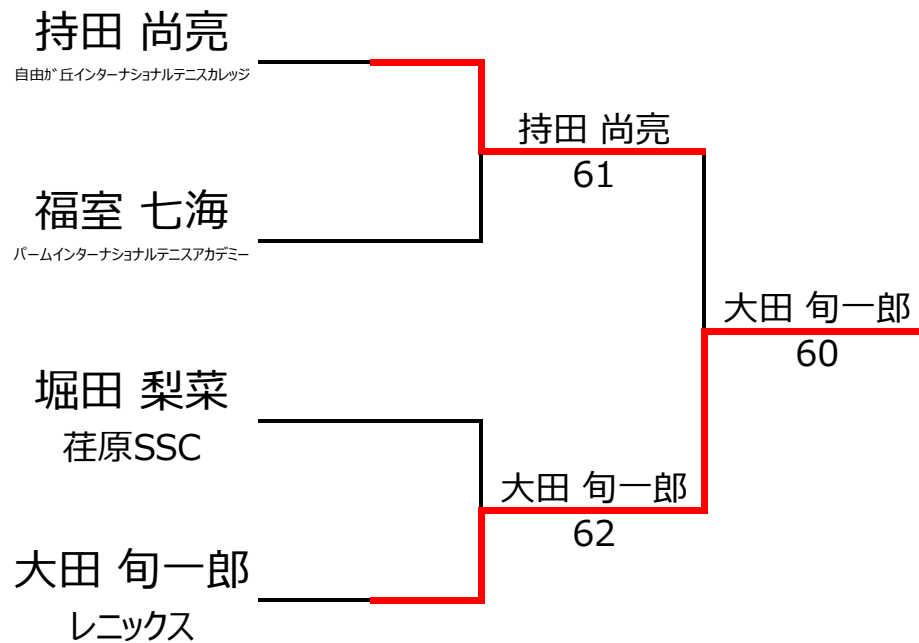 持田 尚亮
自由が丘インターナショナルテニスカレッジ
持田 尚亮
61
福室 七海
パームインターナショナルテニスアカデミー
大田 旬一郎
60
堀田 梨菜
荏原SSC
大田 旬一郎
62
大田 旬一郎
レニックス